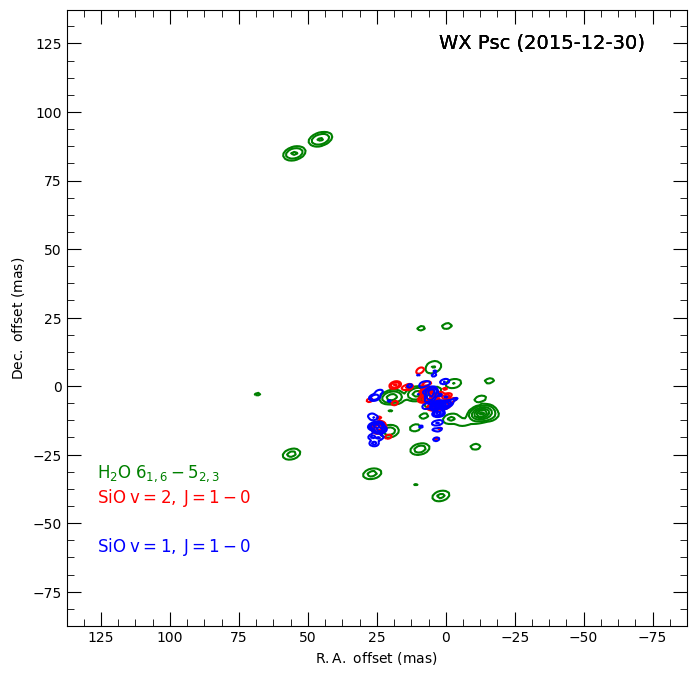 WX Psc (2015-12-30)
125
100
75
50
25
0
−25
−50
−75
Dec. offset (mas)
H₂O 6₁,₆ − 5₂,₃
SiO v = 2, J = 1 − 0
SiO v = 1, J = 1 − 0
125 100 75 50 25 0 −25 −50 −75
R.A. offset (mas)